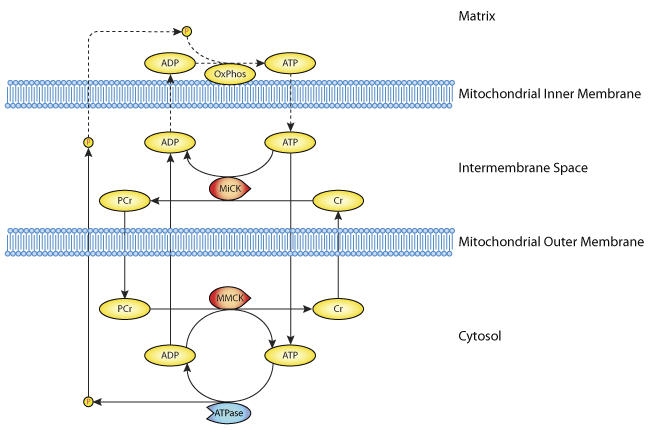 Matrix
P
ADP
ATP
OxPhos
Mitochondrial Inner Membrane
P
ADP
ATP
Intermembrane Space
MiCK
PCr
Cr
Mitochondrial Outer Membrane
MMCK
PCr
Cr
Cytosol
ADP
ATP
P
ATPase